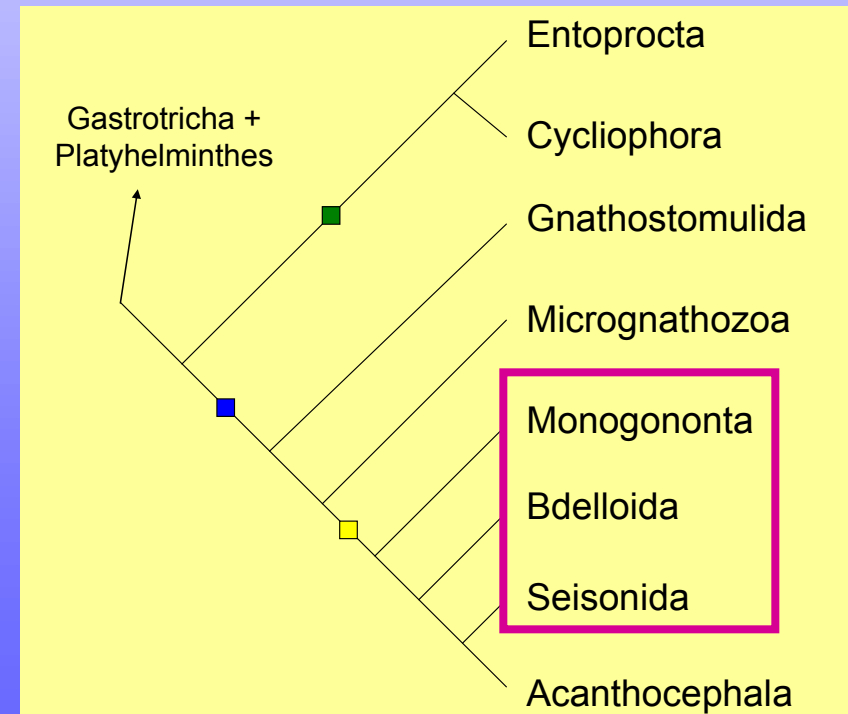 Entoprocta
Gastrotricha +
Platyhelminthes
Cycliophora
Gnathostomulida
Micrognathozoa
Monogononta
Bdelloida
Seisonida
Acanthocephala